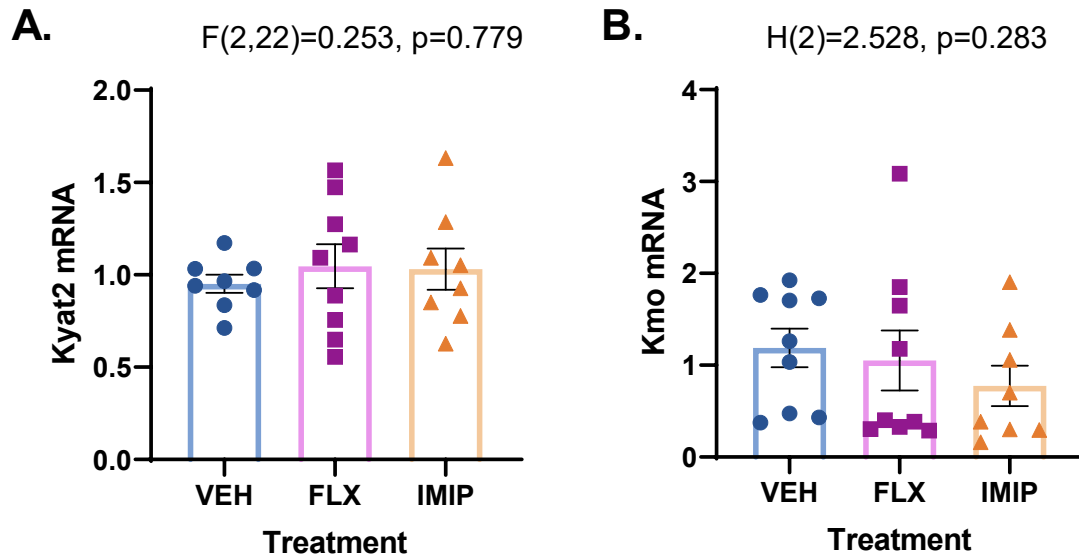 A.
F(2,22)=0.253, p=0.779
2.0
1.5
1.0
0.5
0.0
Kyat2 mRNA
VEH FLX IMIP
Treatment
B.
H(2)=2.528, p=0.283
4
3
2
1
0
Kmo mRNA
VEH FLX IMIP
Treatment